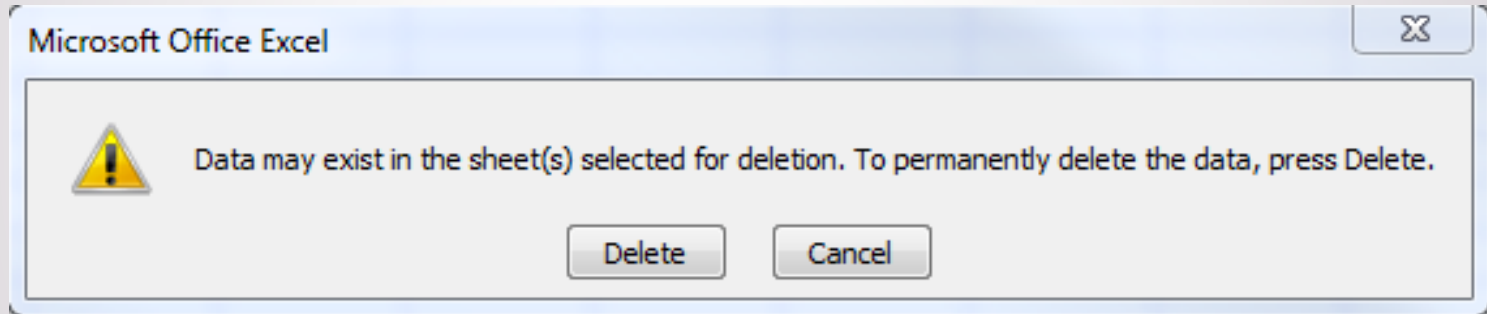 Microsoft Office Excel
Data may exist in the sheet(s) selected for deletion. To permanently delete the data, press Delete.
Delete Cancel